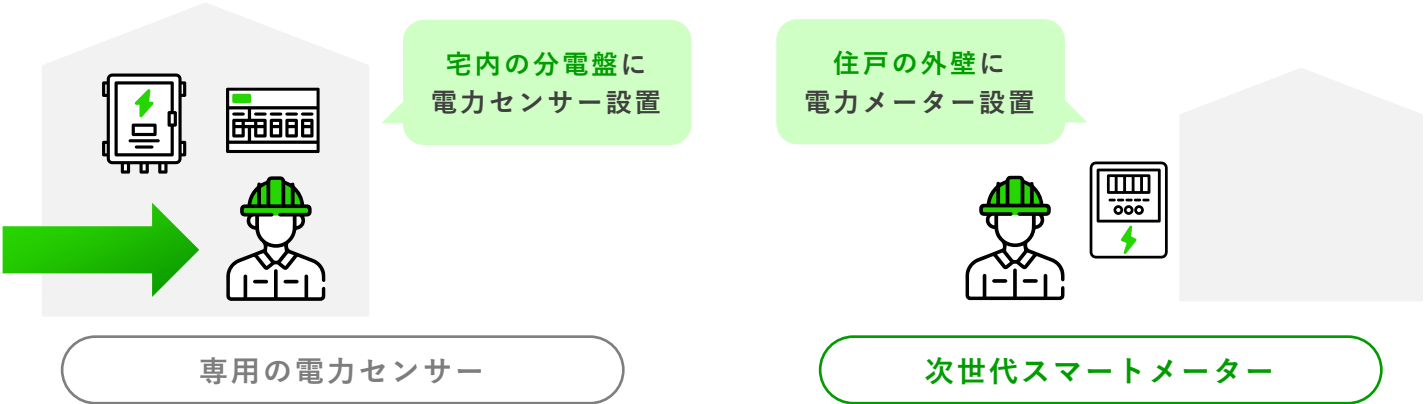 宅内の分電盤に
電力センサー設置
住戸の外壁に
電力メーター設置
専用の電力センサー
次世代スマートメーター